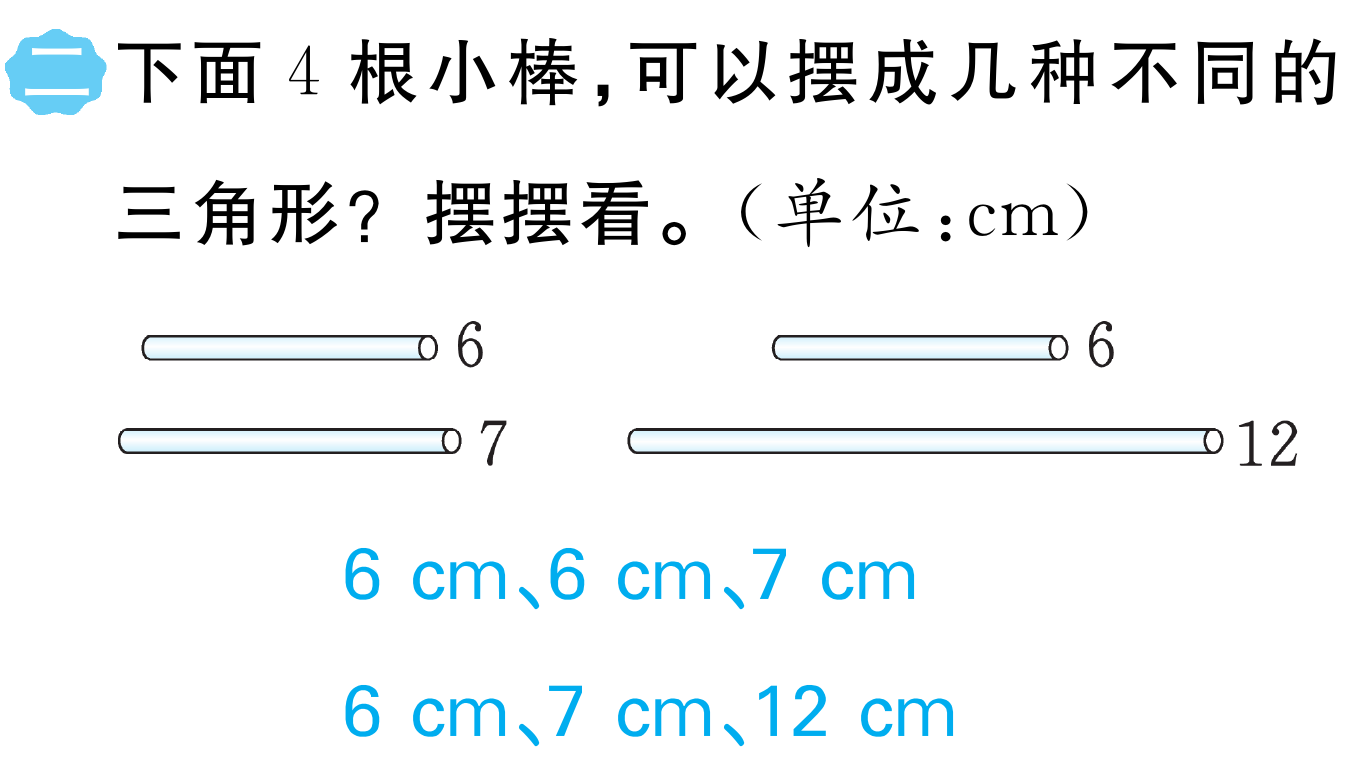 二 下面 4 根小棒,可以摆成几种不同的
三角形? 摆摆看。(单位:cm)
6 6
7 12
6 cm、6 cm、7 cm
6 cm、7 cm、12 cm